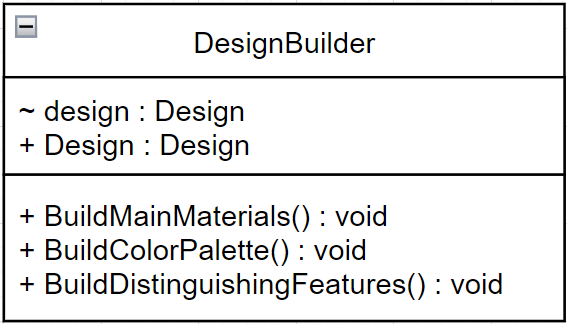 DesignBuilder
~ design : Design
+ Design : Design
+ BuildMainMaterials() : void
+ BuildColorPalette() : void
+ BuildDistinguishingFeatures() : void